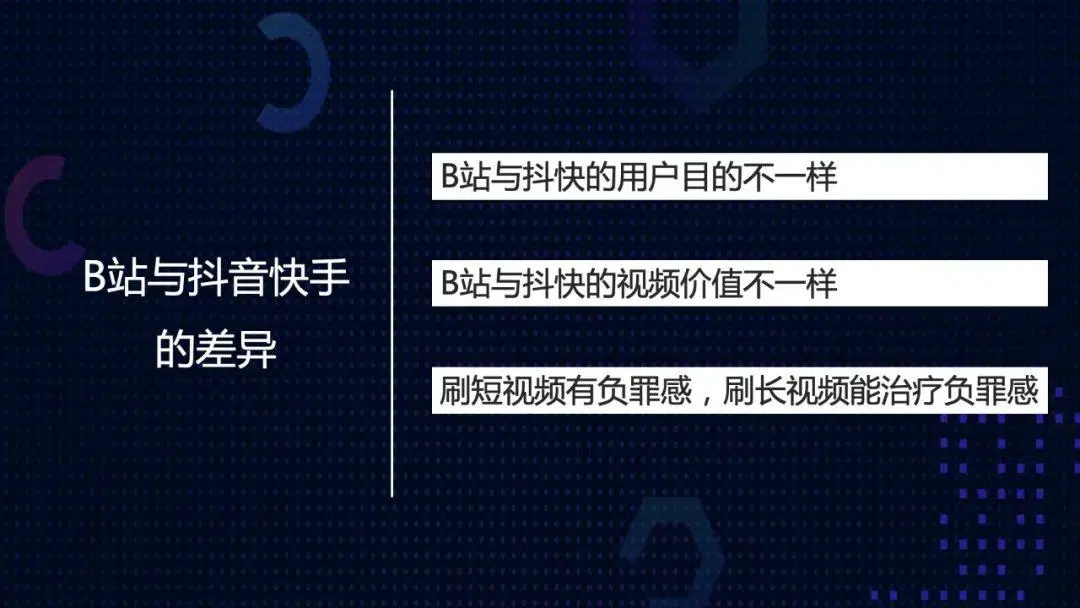 B站与抖音快手
的差异
B站与抖快的用户目的不一样
B站与抖快的视频价值不一样
刷短视频有负罪感，刷长视频能治疗负罪感